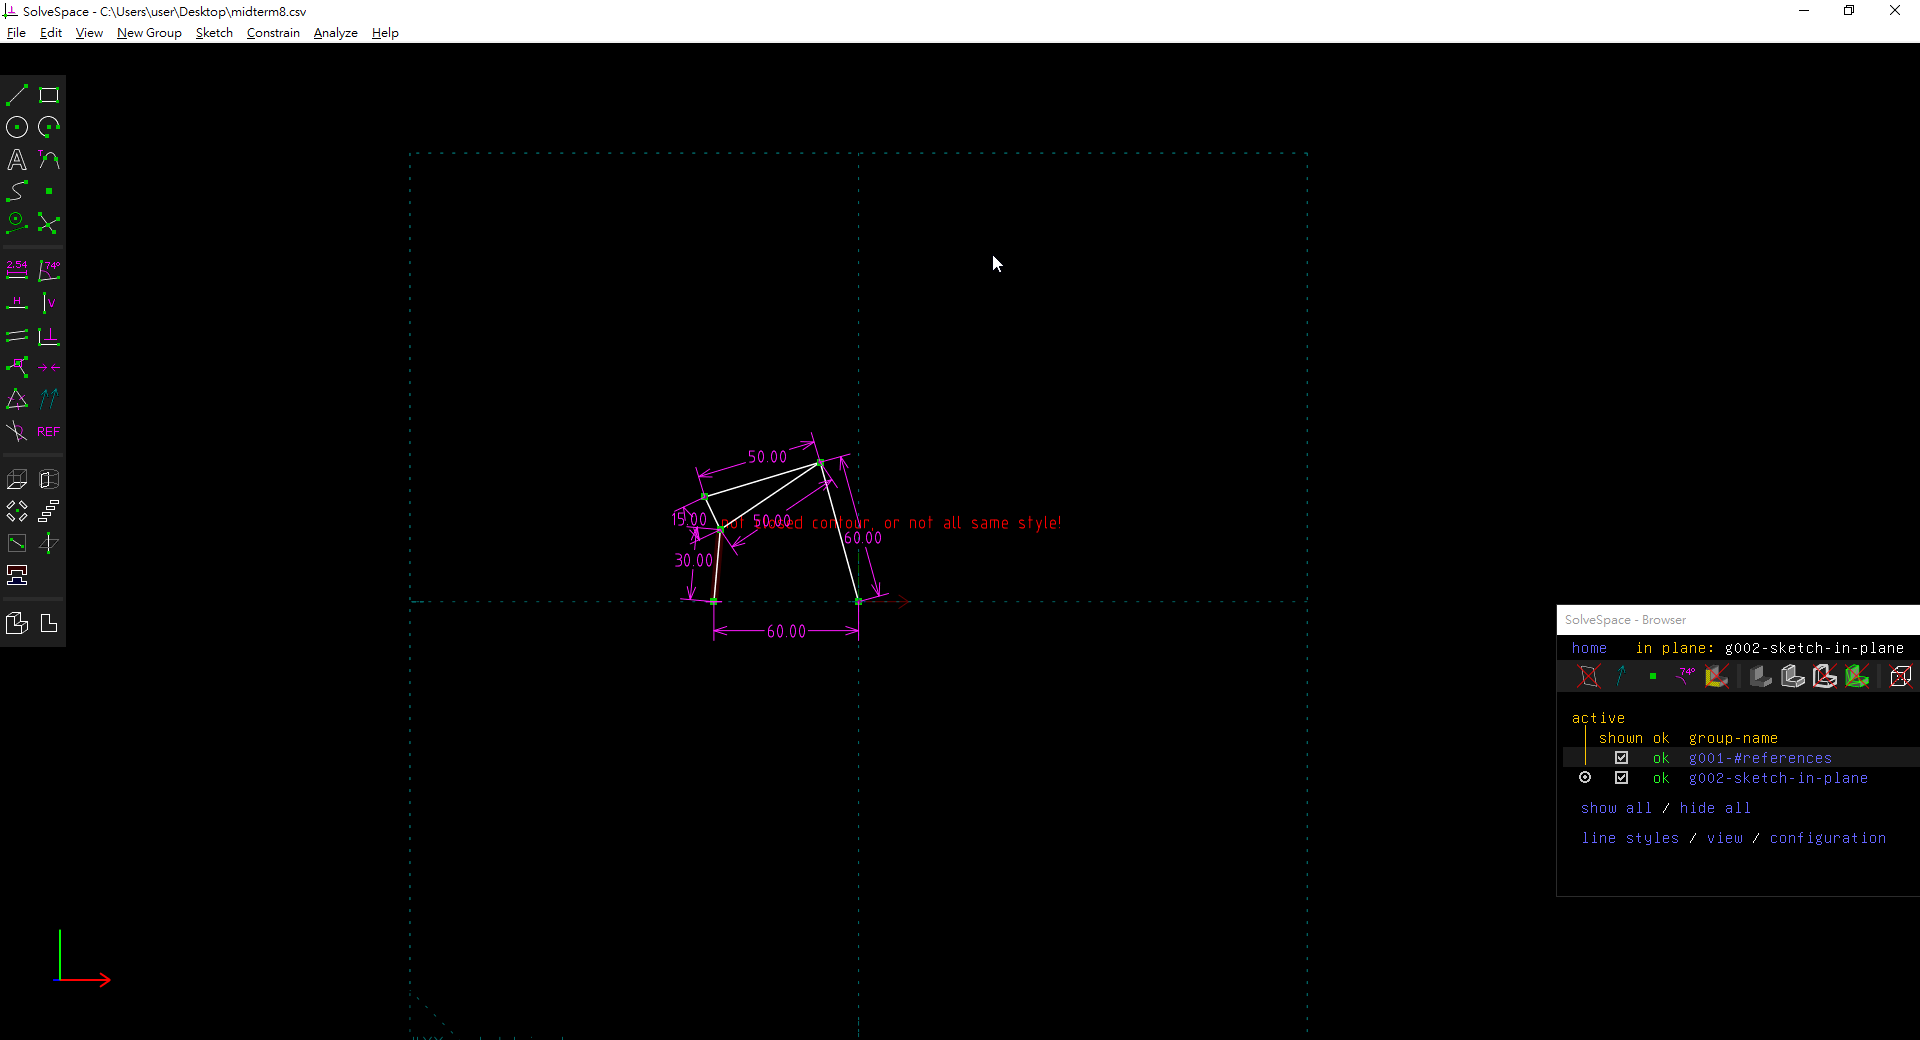 SolveSpace - C:\Users\user\Desktop\midterm8.csv
File Edit View New Group Sketch Constrain Analyze Help
A T
2.54 74°
H V
REF
50.00
15.00 50.00 not closed contour, or not all same style!
60.00
30.00
60.00
SolveSpace - Browser
home in plane: g002-sketch-in-plane
74°
active
shown ok group-name
ok g001-#references
ok g002-sketch-in-plane
show all / hide all
line styles / view / configuration